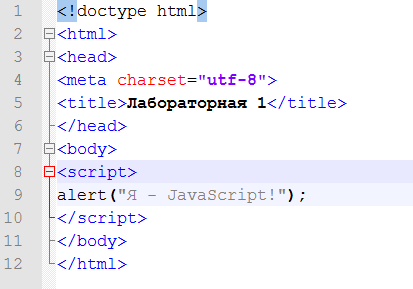 1 <!doctype html>
2 <html>
3 <head>
4 <meta charset="utf-8">
5 <title>Лабораторная 1</title>
6 </head>
7 <body>
8 <script>
9 alert("Я - JavaScript!");
10 </script>
11 </body>
12 </html>